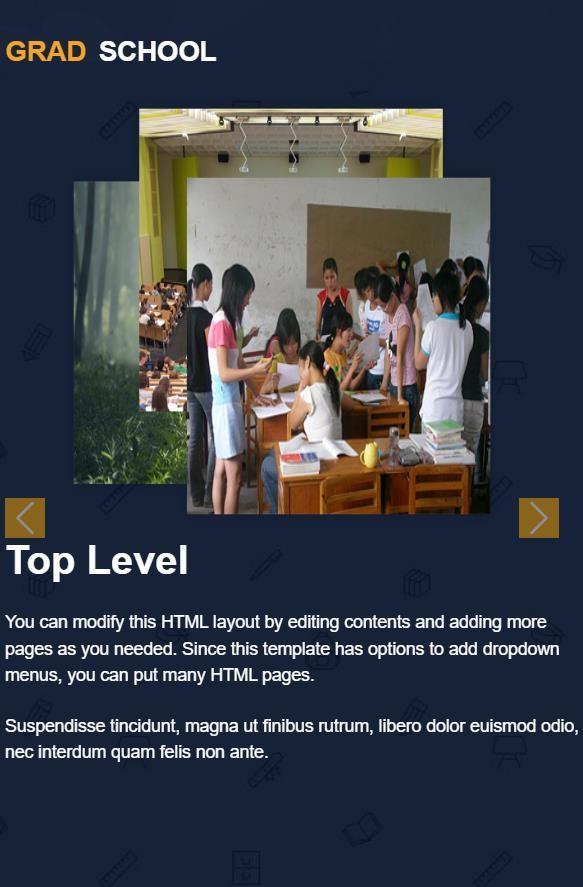 GRAD SCHOOL
Top Level
You can modify this HTML layout by editing contents and adding more
pages as you needed. Since this template has options to add dropdown
menus, you can put many HTML pages.
Suspendisse tincidunt, magna ut finibus rutrum, libero dolor euismod odio,
nec interdum quam felis non ante.